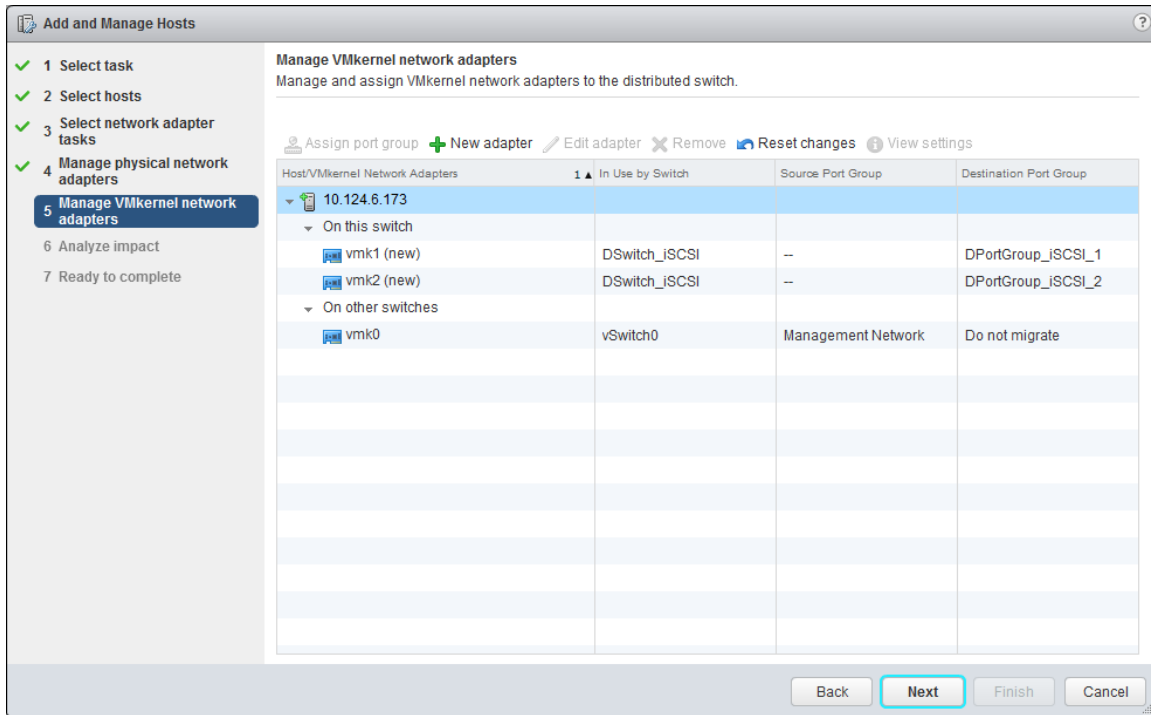 Add and Manage Hosts
?
1 Select task
2 Select hosts
3 Select network adapter
tasks
4 Manage physical network
adapters
5 Manage VMkernel network
adapters
6 Analyze impact
7 Ready to complete
Manage VMkernel network adapters
Manage and assign VMkernel network adapters to the distributed switch.
Assign port group New adapter Edit adapter Remove Reset changes View settings
Host/VMkernel Network Adapters 1 ▲ In Use by Switch Source Port Group Destination Port Group
10.124.6.173
On this switch
vmk1 (new) DSwitch_iSCSI -- DPortGroup_iSCSI_1
vmk2 (new) DSwitch_iSCSI -- DPortGroup_iSCSI_2
On other switches
vmk0 vSwitch0 Management Network Do not migrate
Back Next Finish Cancel